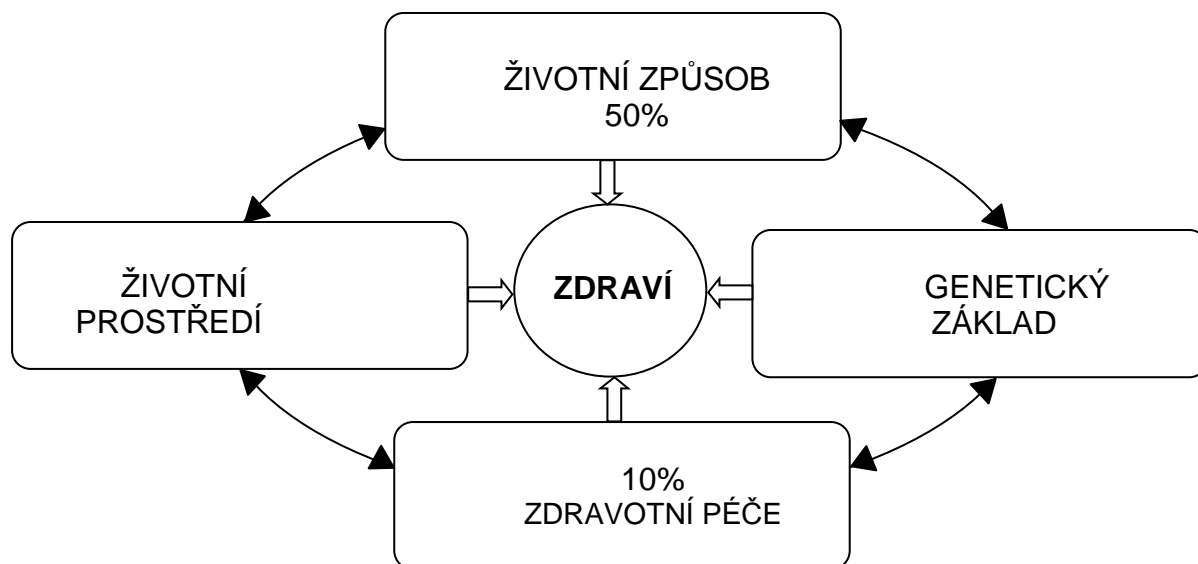 ŽIVOTNÍ ZPŮSOB
50%
ŽIVOTNÍ
PROSTŘEDÍ
ZDRAVÍ
GENETICKÝ
ZÁKLAD
10%
ZDRAVOTNÍ PÉČE